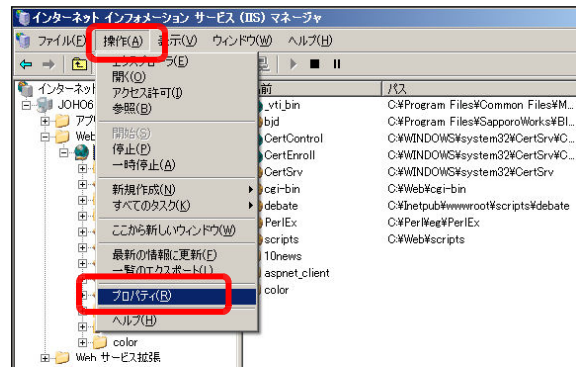 インターネット インフォメーション サービス (IIS) マネージャ
ファイル(F) 操作(A) 表示(V) ウィンドウ(W) ヘルプ(H)
エクスプローラ(E)
開く(O)
アクセス許可(I)
参照(B)
開始(S)
停止(P)
一時停止(A)
新規作成(N)
すべてのタスク(K)
ここから新しいウィンドウ(W)
最新の情報に更新(F)
一覧のエクスポート(L)
プロパティ(R)
ヘルプ(H)
インターネッ
JOHO6
アプ
Web
color
Web サービス拡張
前 パス
_vti_bin C:¥Program Files¥Common Files¥M...
bjd C:¥Program Files¥SapporoWorks¥Bl...
CertControl C:¥WINDOWS¥system32¥CertSrv¥C...
CertEnroll C:¥WINDOWS¥system32¥CertSrv¥C...
CertSrv C:¥WINDOWS¥system32¥CertSrv
cgi-bin C:¥Web¥cgi-bin
debate C:¥Inetpub¥wwwroot¥scripts¥debate
PerlEx C:¥Perl¥eg¥PerlEx
scripts C:¥Web¥scripts
10news
aspnet_client
color